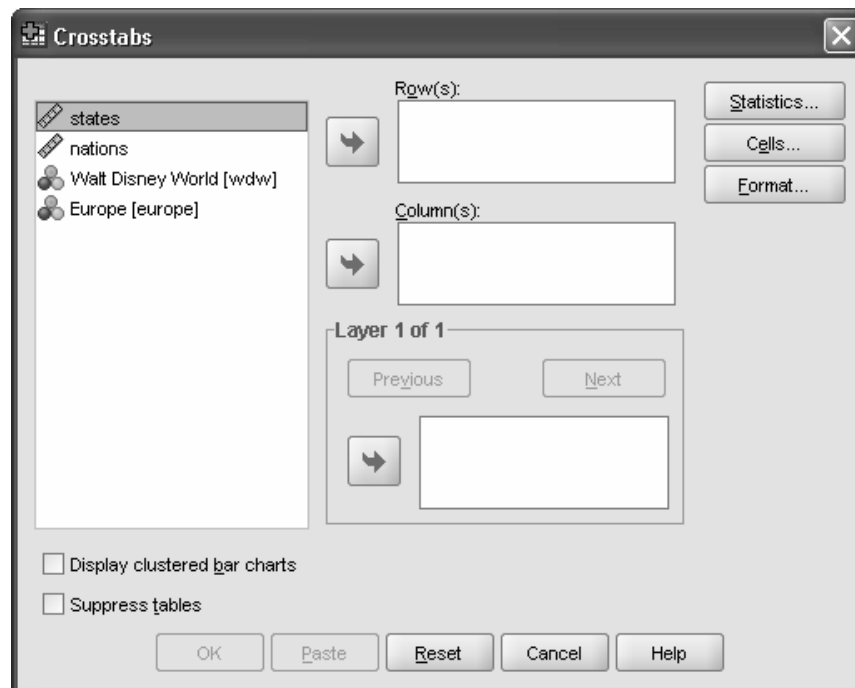 Crosstabs
states
nations
Walt Disney World [wdw]
Europe [europe]
Row(s):
Column(s):
Layer 1 of 1
Previous
Next
Statistics...
Cells...
Format...
Display clustered bar charts
Suppress tables
OK
Paste
Reset
Cancel
Help